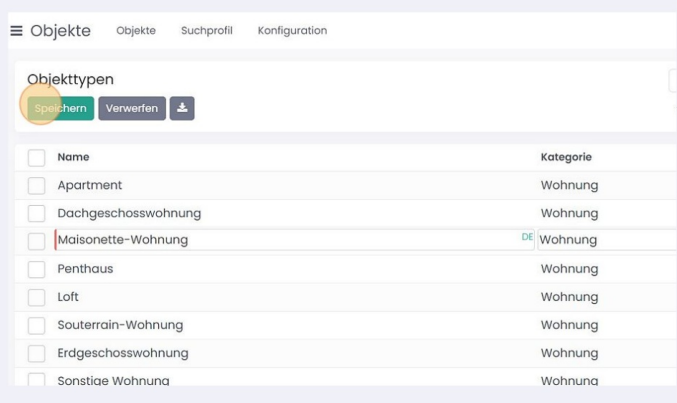 Objekte Objekte Suchprofil Konfiguration
Objekttypen
Speichern Verwerfen
Name Kategorie
Apartment Wohnung
Dachgeschosswohnung Wohnung
Maisonette-Wohnung DE Wohnung
Penthaus Wohnung
Loft Wohnung
Souterrain-Wohnung Wohnung
Erdgeschosswohnung Wohnung
Sonstige Wohnung Wohnung